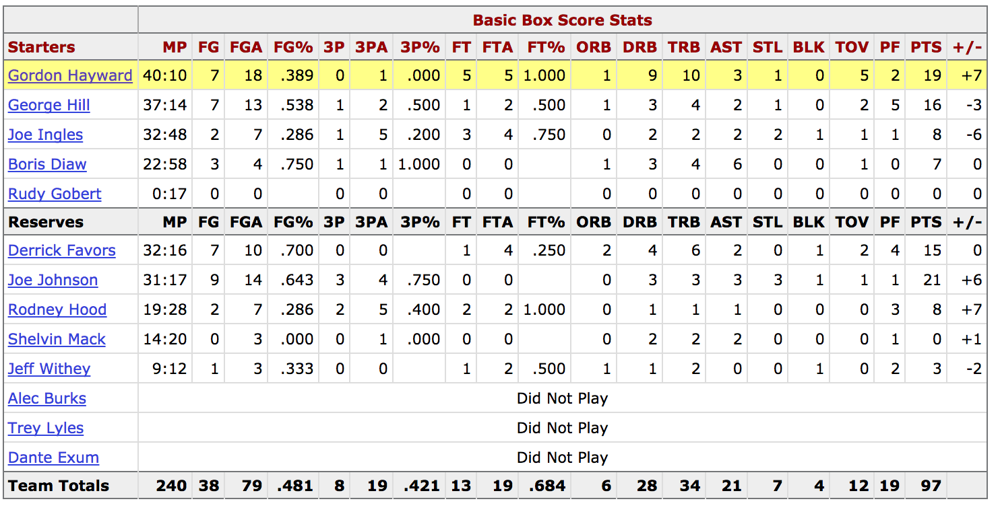 Basic Box Score Stats
Starters MP FG FGA FG% 3P 3PA 3P% FT FTA FT% ORB DRB TRB AST STL BLK TOV PF PTS +/-
Gordon Hayward 40:10 7 18 .389 0 1 .000 5 5 1.000 1 9 10 3 1 0 5 2 19 +7
George Hill 37:14 7 13 .538 1 2 .500 1 2 .500 1 3 4 2 1 0 2 5 16 -3
Joe Ingles 32:48 2 7 .286 1 5 .200 3 4 .750 0 2 2 2 2 1 1 1 8 -6
Boris Diaw 22:58 3 4 .750 1 1 1.000 0 0 1 3 4 6 0 0 1 0 7 0
Rudy Gobert 0:17 0 0 0 0 0 0 0 0 0 0 0 0 0 0 0 0
Reserves MP FG FGA FG% 3P 3PA 3P% FT FTA FT% ORB DRB TRB AST STL BLK TOV PF PTS +/-
Derrick Favors 32:16 7 10 .700 0 0 1 4 .250 2 4 6 2 0 1 2 4 15 0
Joe Johnson 31:17 9 14 .643 3 4 .750 0 0 0 3 3 3 3 1 1 1 21 +6
Rodney Hood 19:28 2 7 .286 2 5 .400 2 2 1.000 0 1 1 1 0 0 0 3 8 +7
Shelvin Mack 14:20 0 3 .000 0 1 .000 0 0 0 2 2 2 0 0 0 1 0 +1
Jeff Withey 9:12 1 3 .333 0 0 1 2 .500 1 1 2 0 0 1 0 2 3 -2
Alec Burks Did Not Play
Trey Lyles Did Not Play
Dante Exum Did Not Play
Team Totals 240 38 79 .481 8 19 .421 13 19 .684 6 28 34 21 7 4 12 19 97